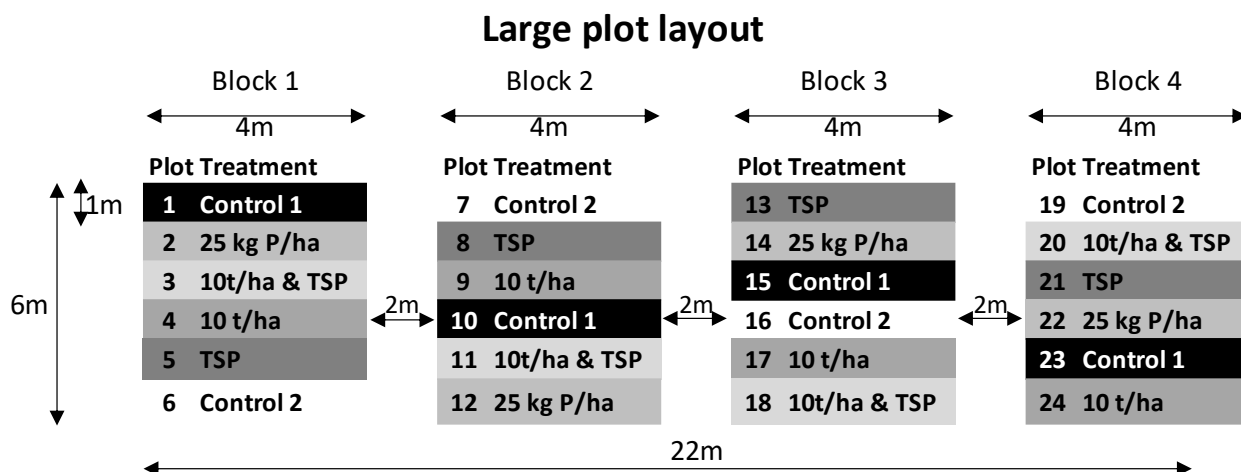 Large plot layout
Block 1 Block 2 Block 3 Block 4
4m 4m 4m 4m
Plot Treatment Plot Treatment Plot Treatment Plot Treatment
1m 1 Control 1 7 Control 2 13 TSP 19 Control 2
2 25 kg P/ha 8 TSP 14 25 kg P/ha 20 10t/ha & TSP
3 10t/ha & TSP 9 10 t/ha 15 Control 1 21 TSP
6m 4 10 t/ha 2m 10 Control 1 2m 16 Control 2 2m 22 25 kg P/ha
5 TSP 11 10t/ha & TSP 17 10 t/ha 23 Control 1
6 Control 2 12 25 kg P/ha 18 10t/ha & TSP 24 10 t/ha
22m